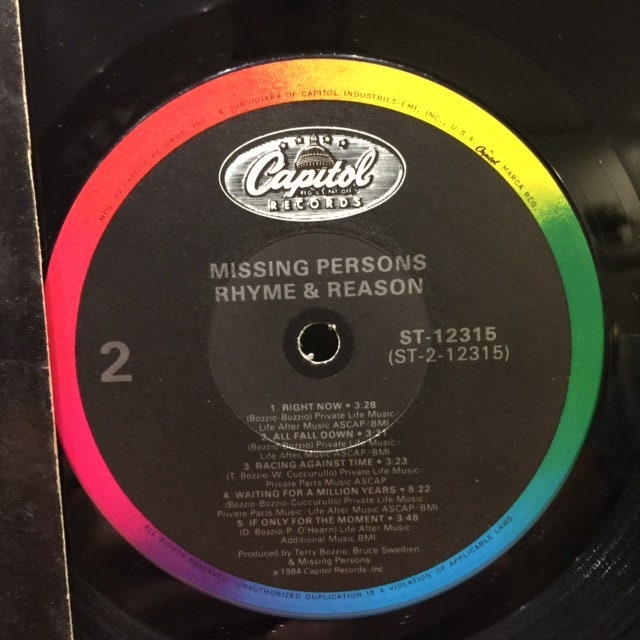 MFG. BY CAPITOL RECORDS, INC., A SUBSIDIARY OF CAPITOL INDUSTRIES-EMI, INC., U.S.A. Capitol MARCA REG.
Capitol
RECORDS
MISSING PERSONS
RHYME & REASON
2
ST-12315
(ST-2-12315)
1. RIGHT NOW • 3:28
(Bozzio-Bozzio) Private Life Music/
Life After Music ASCAP/BMI
2. ALL FALL DOWN • 3:21
(Bozzio-Bozzio) Private Life Music/
Life After Music ASCAP/BMI
3. RACING AGAINST TIME • 3:23
(T. Bozzio-W. Cuccurullo) Private Life Music/
Private Parts Music ASCAP
4. WAITING FOR A MILLION YEARS • 5:22
(Bozzio-Bozzio-Cuccurullo) Private Life Music/
Private Parts Music/Life After Music ASCAP/BMI
5. IF ONLY FOR THE MOMENT • 3:48
(D. Bozzio-P. O'Hearn) Life After Music/
Additional Music BMI
Produced by Terry Bozzio, Bruce Swedien
& Missing Persons
℗1984 Capitol Records, Inc.
ALL RIGHTS RESERVED. UNAUTHORIZED DUPLICATION IS A VIOLATION OF APPLICABLE LAWS.